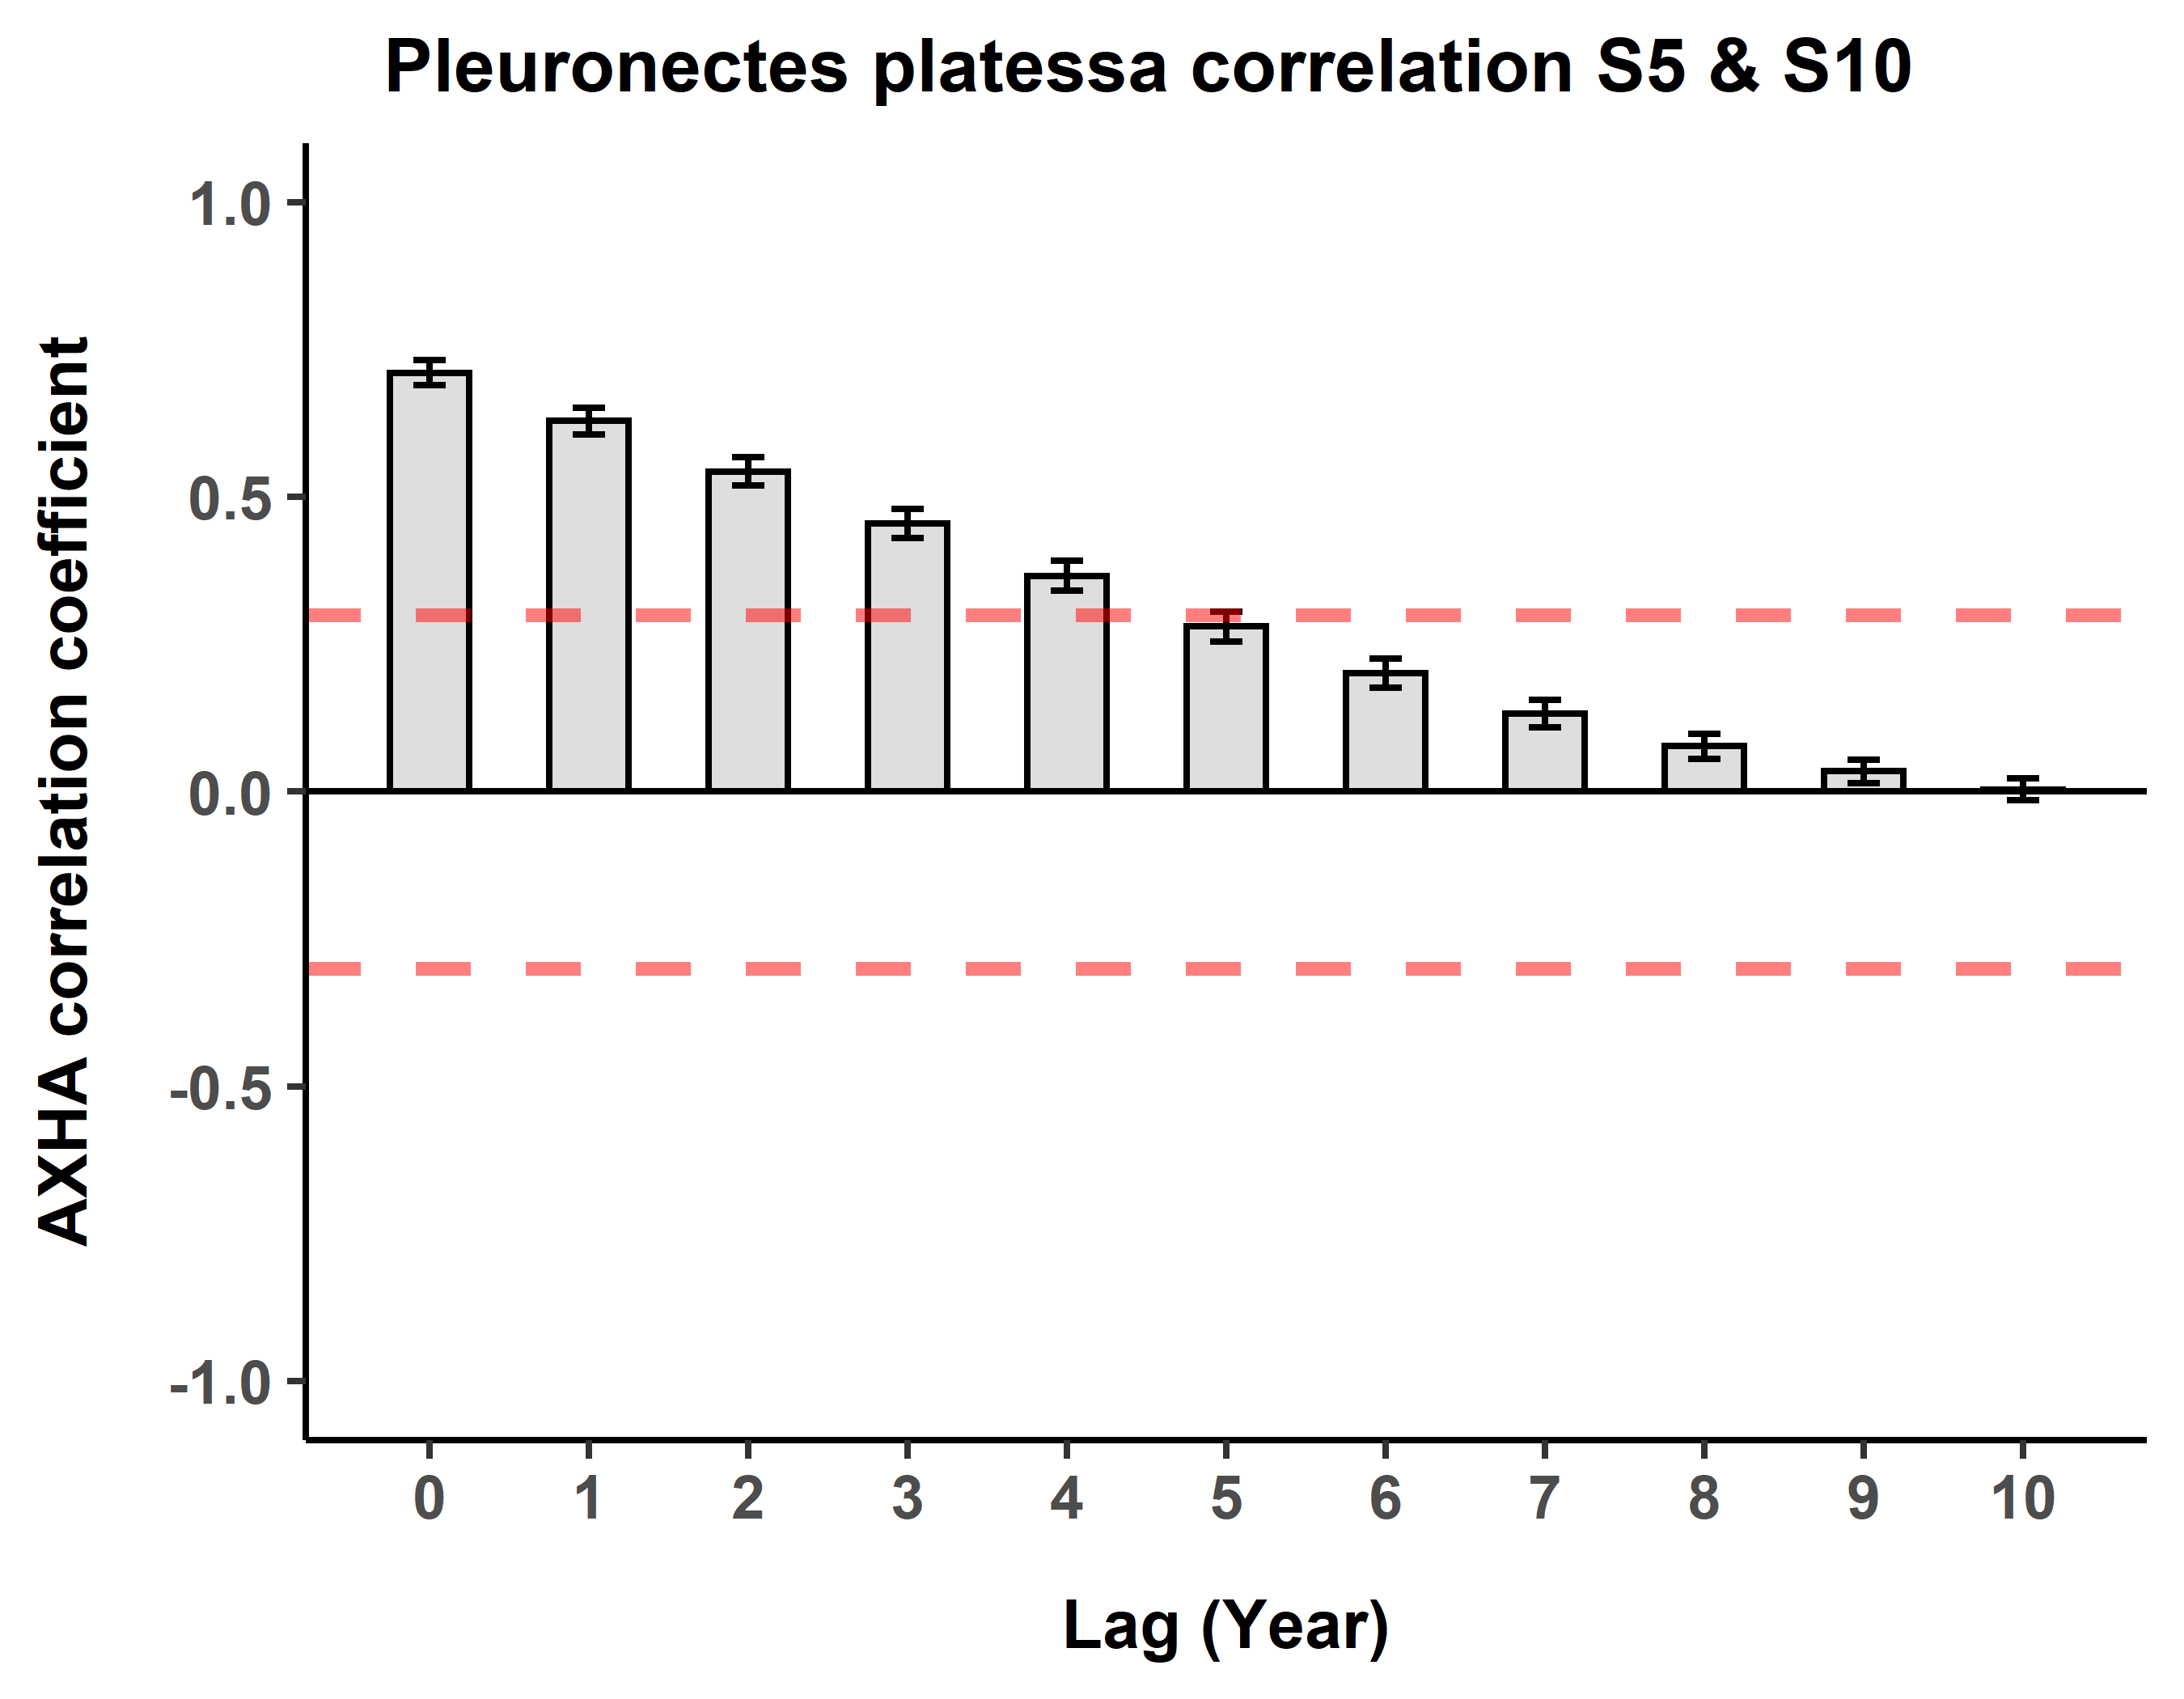 Pleuronectes platessa correlation S5 & S10
AXHA correlation coefficient
1.0
0.5
0.0
-0.5
-1.0
0 1 2 3 4 5 6 7 8 9 10
Lag (Year)